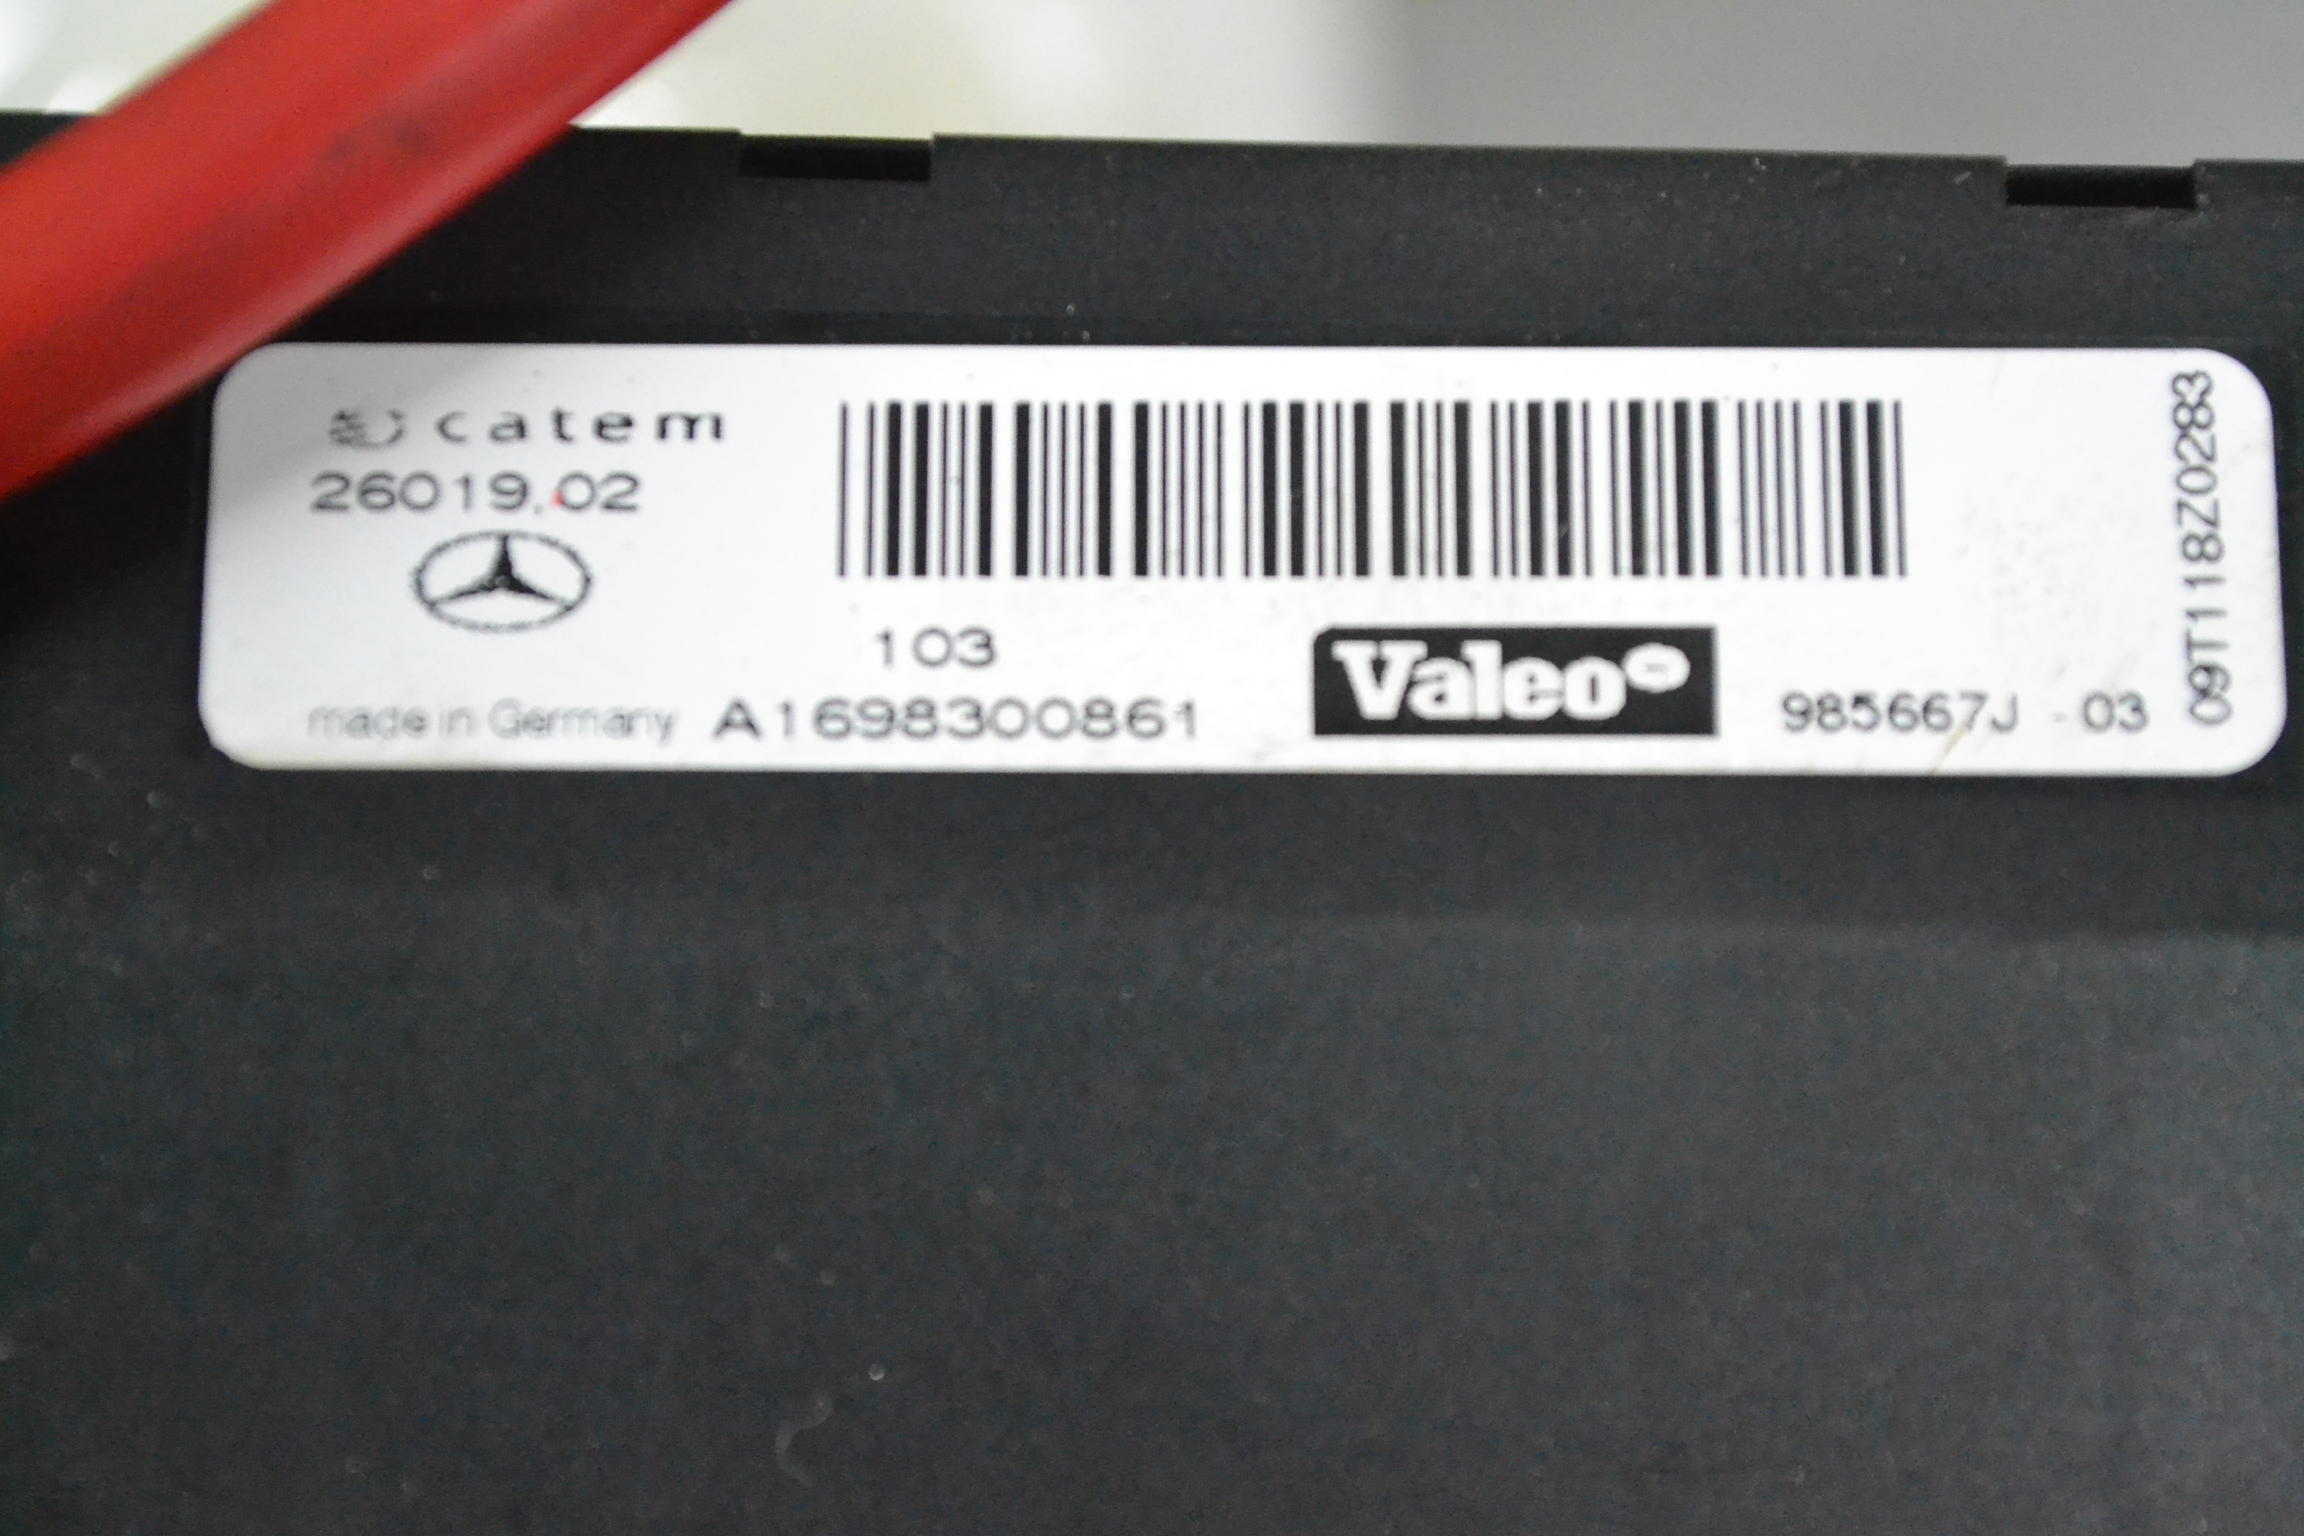 catem
26019.02
103
made in Germany A1698300861
Valeo
985667J - 03
09T118Z0283